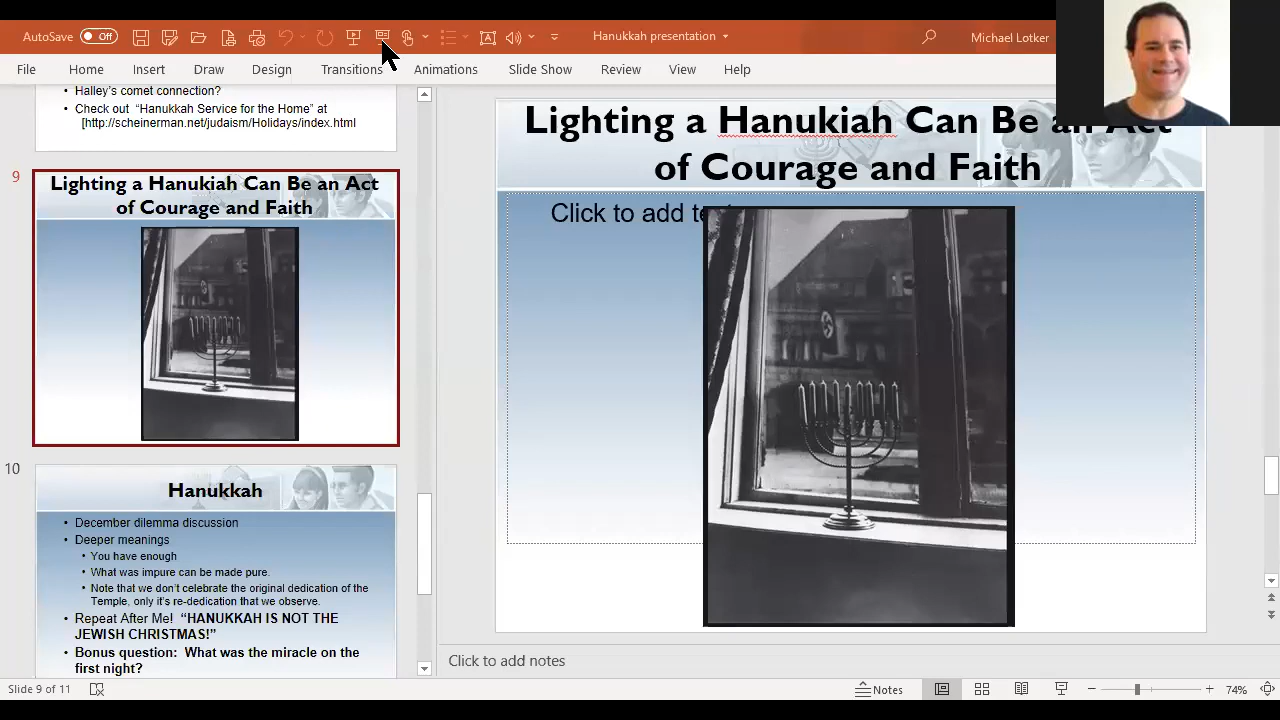 AutoSave Off
Hanukkah presentation
Michael Lotker
File Home Insert Draw Design Transitions Animations Slide Show Review View Help
• Halley's comet connection?
• Check out "Hanukkah Service for the Home" at
[http://scheinerman.net/judaism/Holidays/index.html
9
Lighting a Hanukiah Can Be an Act
of Courage and Faith
10
Hanukkah
• December dilemma discussion
• Deeper meanings
• You have enough
• What was impure can be made pure.
• Note that we don't celebrate the original dedication of the
Temple, only it's re-dedication that we observe.
• Repeat After Me! "HANUKKAH IS NOT THE
JEWISH CHRISTMAS!"
• Bonus question: What was the miracle on the
first night?
Lighting a Hanukiah Can Be an Act
of Courage and Faith
Click to add text
Click to add notes
Slide 9 of 11
Notes
74%